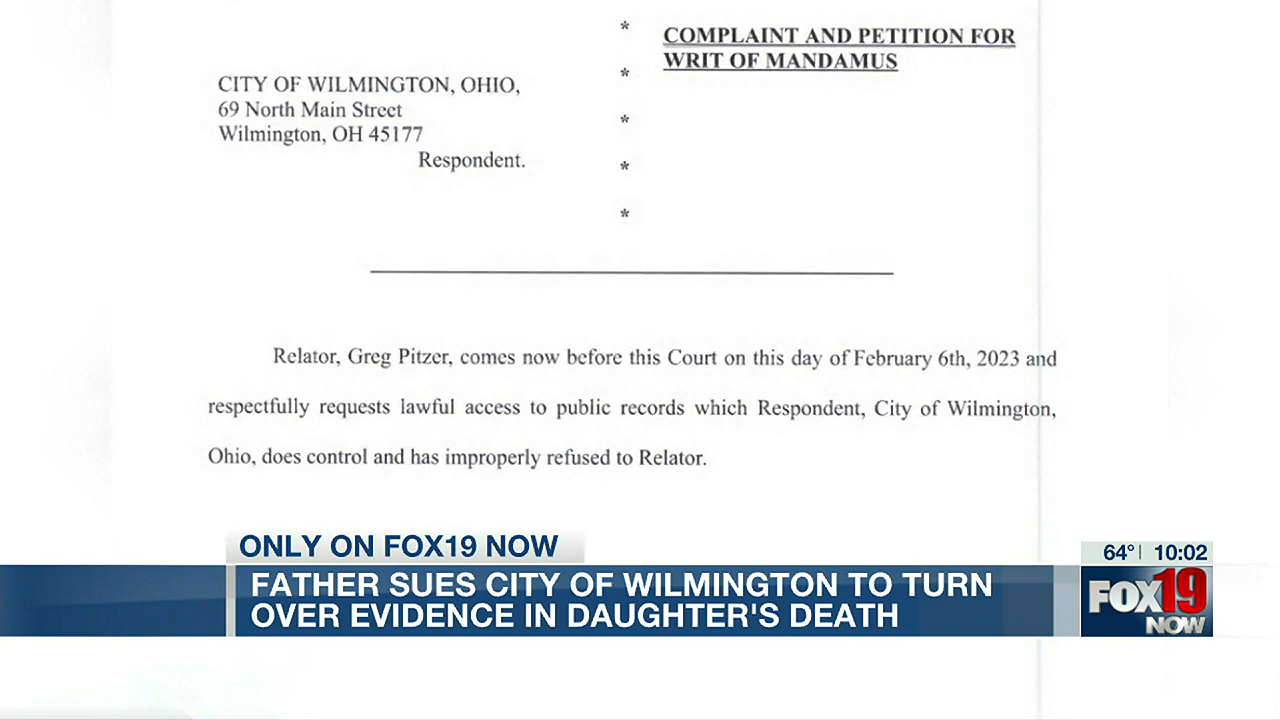 *
COMPLAINT AND PETITION FOR
WRIT OF MANDAMUS
*
CITY OF WILMINGTON, OHIO,
69 North Main Street
*
Wilmington, OH 45177
Respondent.
*
*
Relator, Greg Pitzer, comes now before this Court on this day of February 6th, 2023 and
respectfully requests lawful access to public records which Respondent, City of Wilmington,
Ohio, does control and has improperly refused to Relator.
ONLY ON FOX19 NOW
FATHER SUES CITY OF WILMINGTON TO TURN
OVER EVIDENCE IN DAUGHTER'S DEATH
64° 10:02
FOX19
NOW